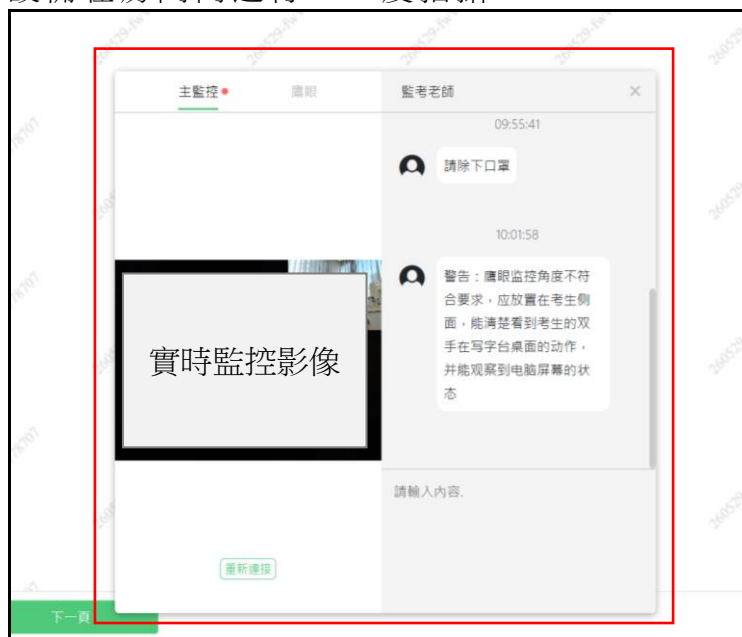 主監控
鷹眼
監考老師
09:55:41
請除下口罩
10:01:58
警告：鷹眼监控角度不符
合要求，应放置在考生侧
面，能清楚看到考生的双
手在写字台桌面的动作，
并能观察到电脑屏幕的状
态
實時監控影像
請輸入內容.
重新連接
下一頁